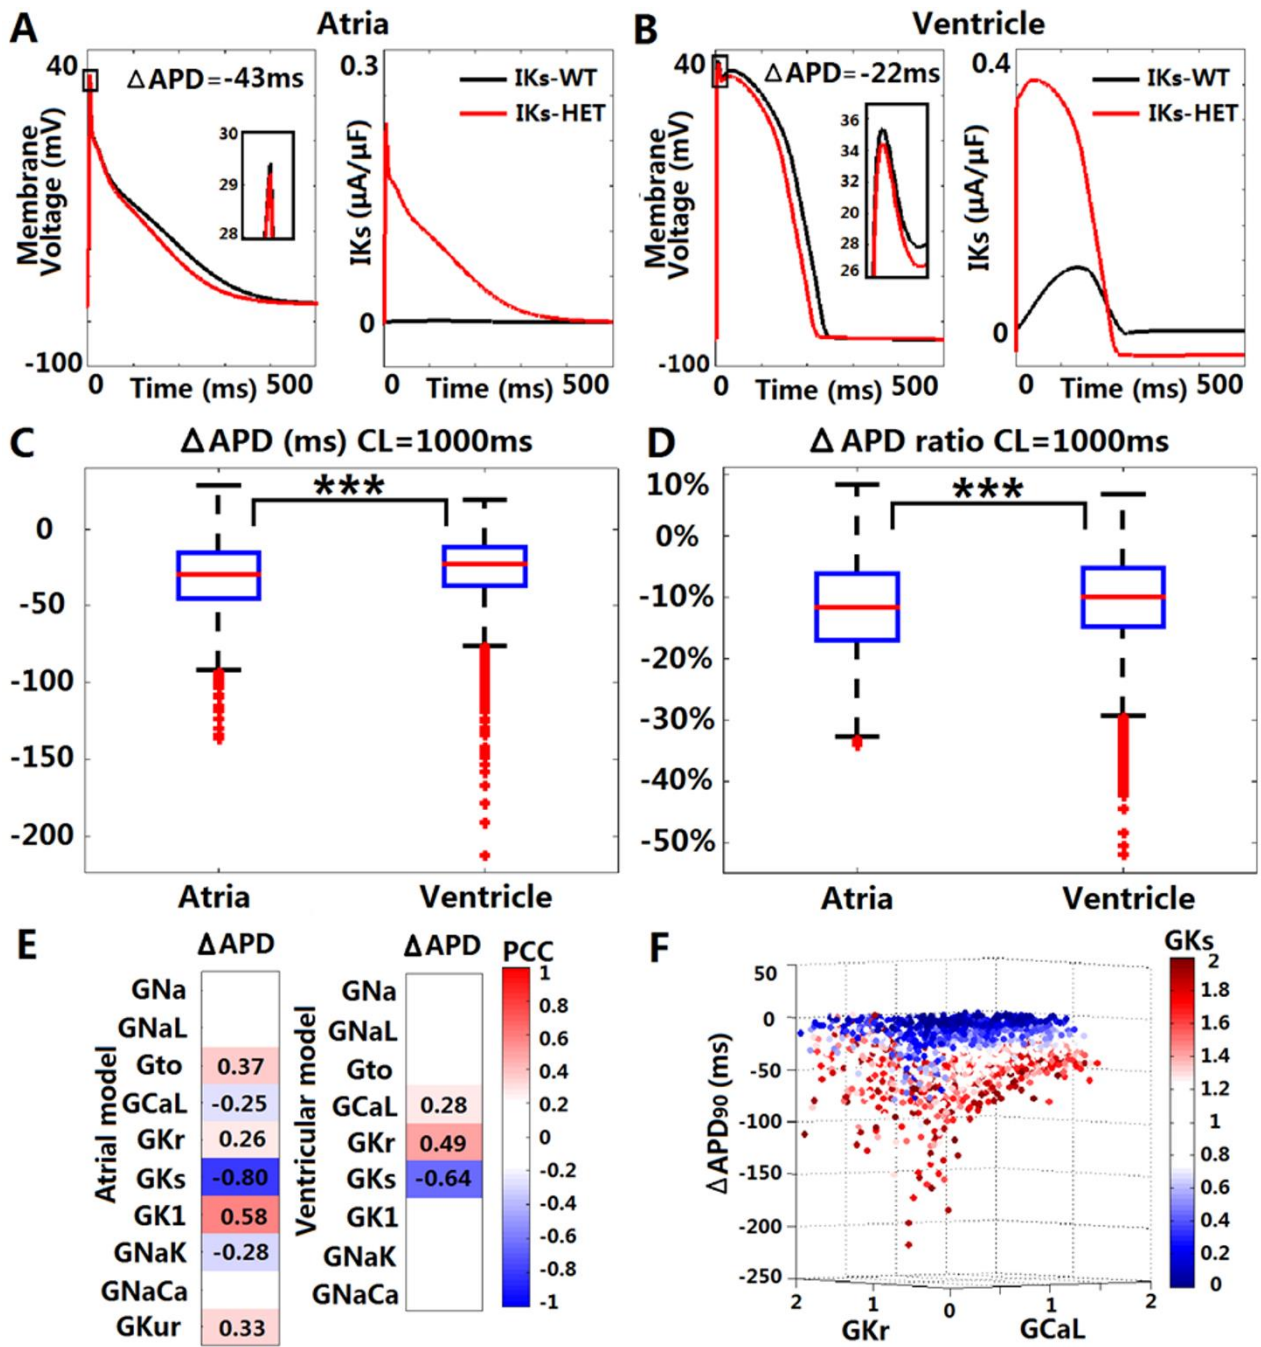 A
Atria
B
Ventricle
40
ΔAPD=-43ms
30
29
28
Membrane
Voltage (mV)
-100
0
Time (ms)
500
0.3
IKs-WT
IKs-HET
IKs (μA/μF)
0
0
Time (ms)
500
40
ΔAPD=-22ms
36
34
32
20
28
26
Membrane
Voltage (mV)
-100
0
Time (ms)
500
0.4
IKs-WT
IKs-HET
IKs (μA/μF)
0
0
Time (ms)
500
C
ΔAPD (ms) CL=1000ms
***
0
-50
-100
-150
-200
Atria
Ventricle
D
Δ APD ratio CL=1000ms
***
10%
0%
-10%
-20%
-30%
-40%
-50%
Atria
Ventricle
E
ΔAPD
Atrial model
GNa
GNaL
Gto 0.37
GCaL -0.25
GKr 0.26
GKs -0.80
GK1 0.58
GNaK -0.28
GNaCa
GKur 0.33
ΔAPD
Ventricular model
GNa
GNaL
Gto
GCaL 0.28
GKr 0.49
GKs -0.64
GK1
GNaK
GNaCa
PCC
1
0.8
0.6
0.4
0.2
0
-0.2
-0.4
-0.6
-0.8
-1
F
ΔAPD90 (ms)
50
0
-50
-100
-150
-200
-250
2
1
0
1
2
GKr
GCaL
GKs
2
1.8
1.6
1.4
1.2
1
0.8
0.6
0.4
0.2
0